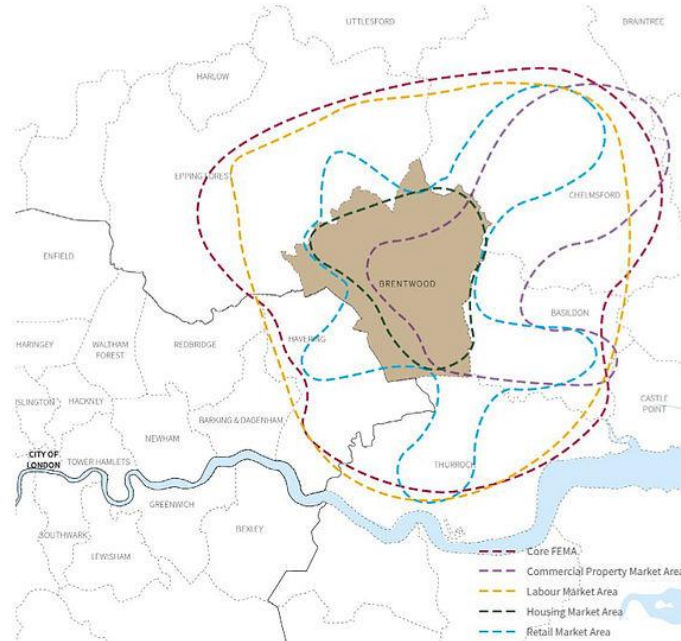 UTTLESFORD
BRAINTREE
HARLOW
EPPING FOREST
CHELMSFORD
ENFIELD
BRENTWOOD
BASILDON
HARINGEY
WALTHAM
FOREST
REDBRIDGE
HAVERING
ISLINGTON
HACKNEY
CASTLE
POINT
BARKING & DAGENHAM
NEWHAM
CITY OF
LONDON
TOWER HAMLETS
THURROCK
GREENWICH
BEXLEY
SOUTHWARK
LEWISHAM
Core FEMA
Commercial Property Market Area
Labour Market Area
Housing Market Area
Retail Market Area